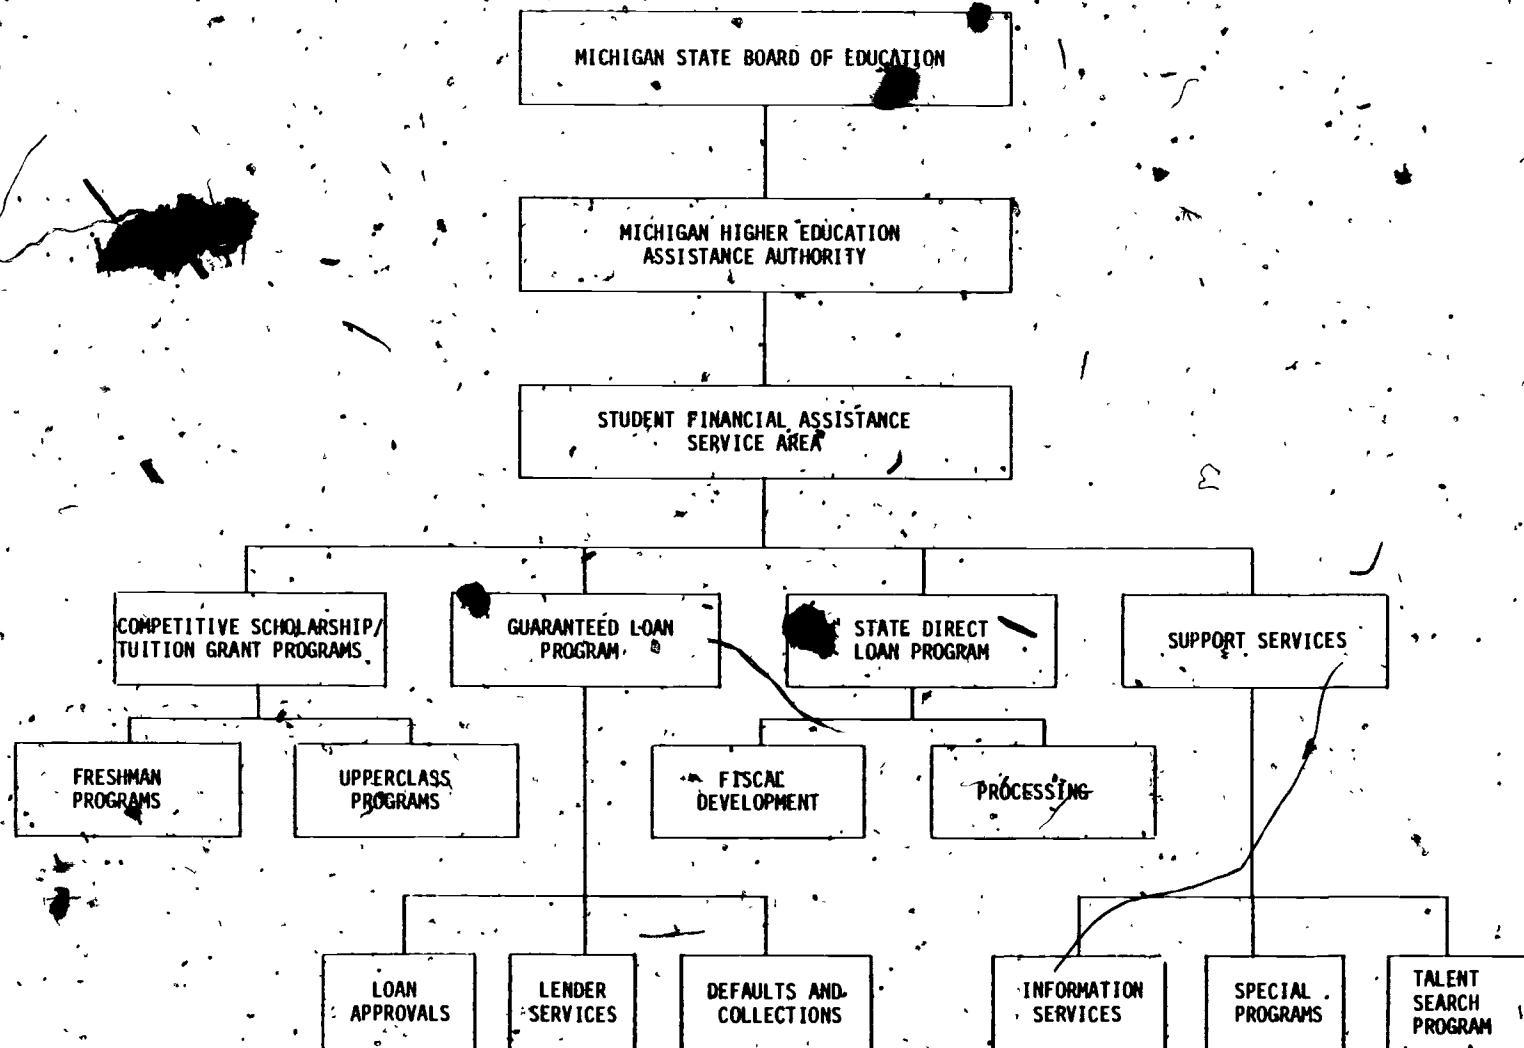 MICHIGAN STATE BOARD OF EDUCATION
MICHIGAN HIGHER EDUCATION
ASSISTANCE AUTHORITY
STUDENT FINANCIAL ASSISTANCE
SERVICE AREA
COMPETITIVE SCHOLARSHIP/
TUITION GRANT PROGRAMS
GUARANTEED LOAN
PROGRAM
STATE DIRECT
LOAN PROGRAM
SUPPORT SERVICES
FRESHMAN
PROGRAMS
UPPERCLASS
PROGRAMS
FISCAL
DEVELOPMENT
PROCESSING
LOAN
APPROVALS
LENDER
SERVICES
DEFAULTS AND
COLLECTIONS
INFORMATION
SERVICES
SPECIAL
PROGRAMS
TALENT
SEARCH
PROGRAM